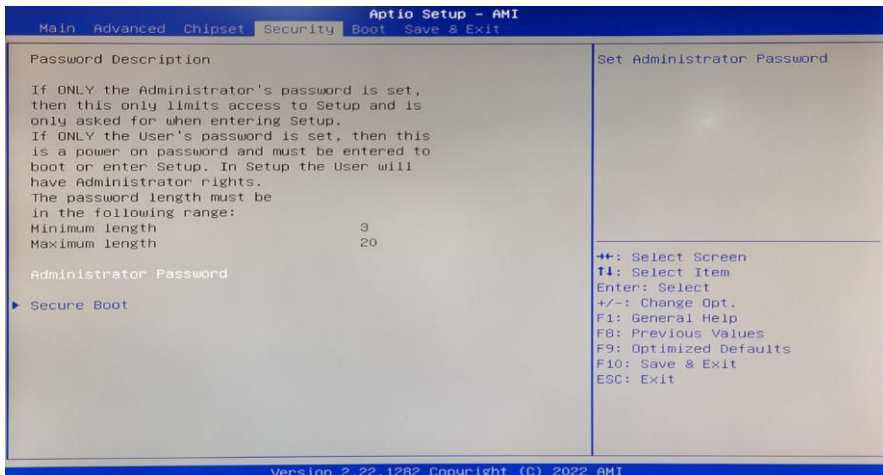 Aptio Setup – AMI
Main Advanced Chipset Security Boot Save & Exit
Password Description
If ONLY the Administrator's password is set,
then this only limits access to Setup and is
only asked for when entering Setup.
If ONLY the User's password is set, then this
is a power on password and must be entered to
boot or enter Setup. In Setup the User will
have Administrator rights.
The password length must be
in the following range:
Minimum length 3
Maximum length 20
Administrator Password
▶ Secure Boot
Set Administrator Password
→←: Select Screen
↑↓: Select Item
Enter: Select
+/-: Change Opt.
F1: General Help
F8: Previous Values
F9: Optimized Defaults
F10: Save & Exit
ESC: Exit
Version 2.22.1282 Copyright (C) 2022 AMI